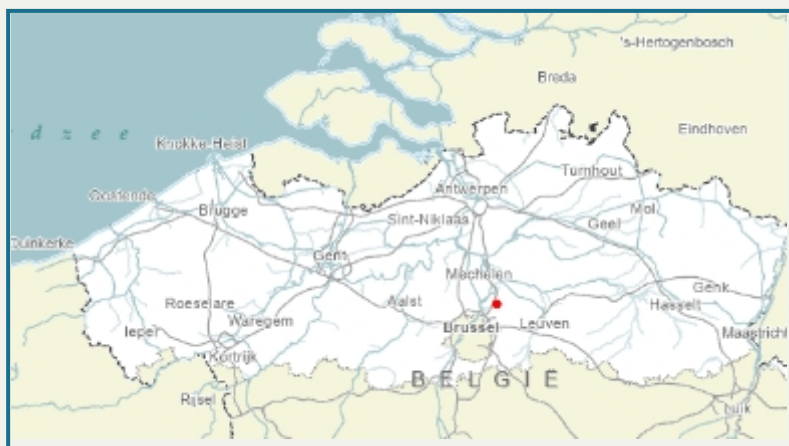 's-Hertogenbosch
Breda
d z e e
Eindhoven
Knokke-Heist
Turnhout
Antwerpen
Oostende
Brugge
Sint-Niklaas
Geel
Mol
Duinkerke
Gent
Mechelen
Genk
Roeselare
Aalst
Hasselt
Ieper
Waregem
Brussel
Leuven
Maastricht
Kortrijk
BELGIË
Rijsel
Luik